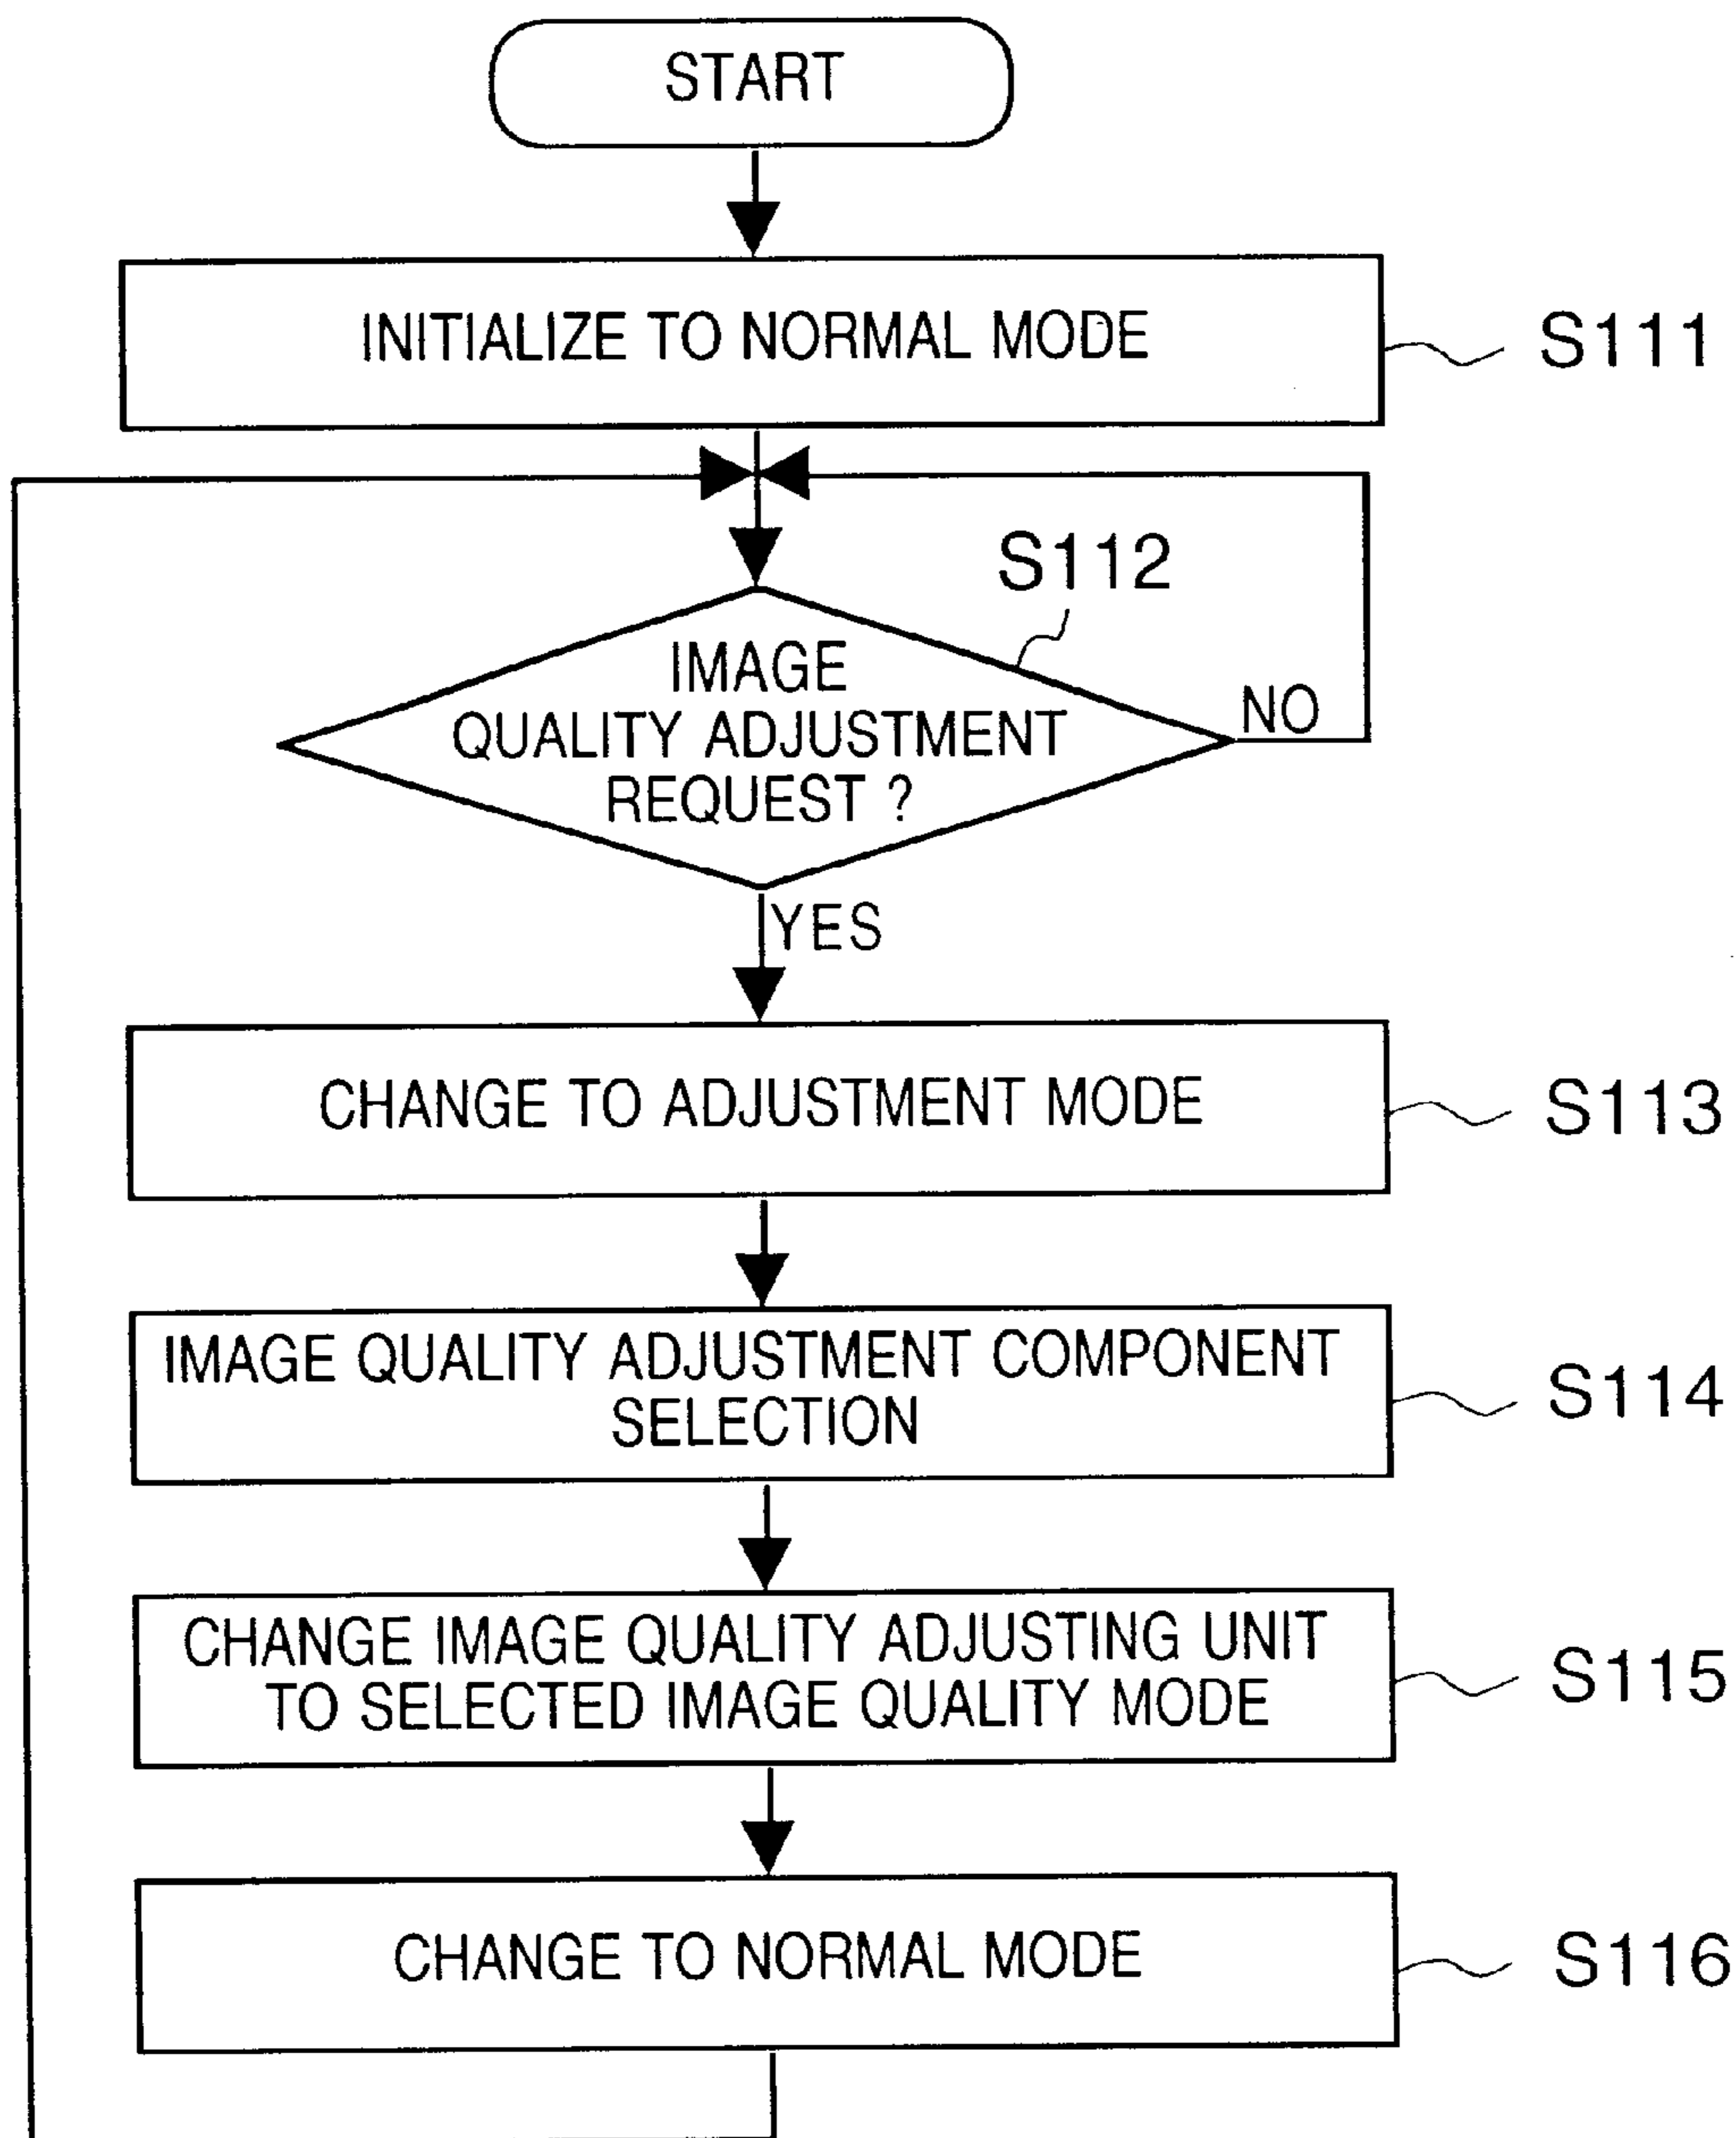 START
INITIALIZE TO NORMAL MODE
S111
S112
IMAGE
QUALITY ADJUSTMENT
REQUEST ?
NO
YES
CHANGE TO ADJUSTMENT MODE
S113
IMAGE QUALITY ADJUSTMENT COMPONENT
SELECTION
S114
CHANGE IMAGE QUALITY ADJUSTING UNIT
TO SELECTED IMAGE QUALITY MODE
S115
CHANGE TO NORMAL MODE
S116